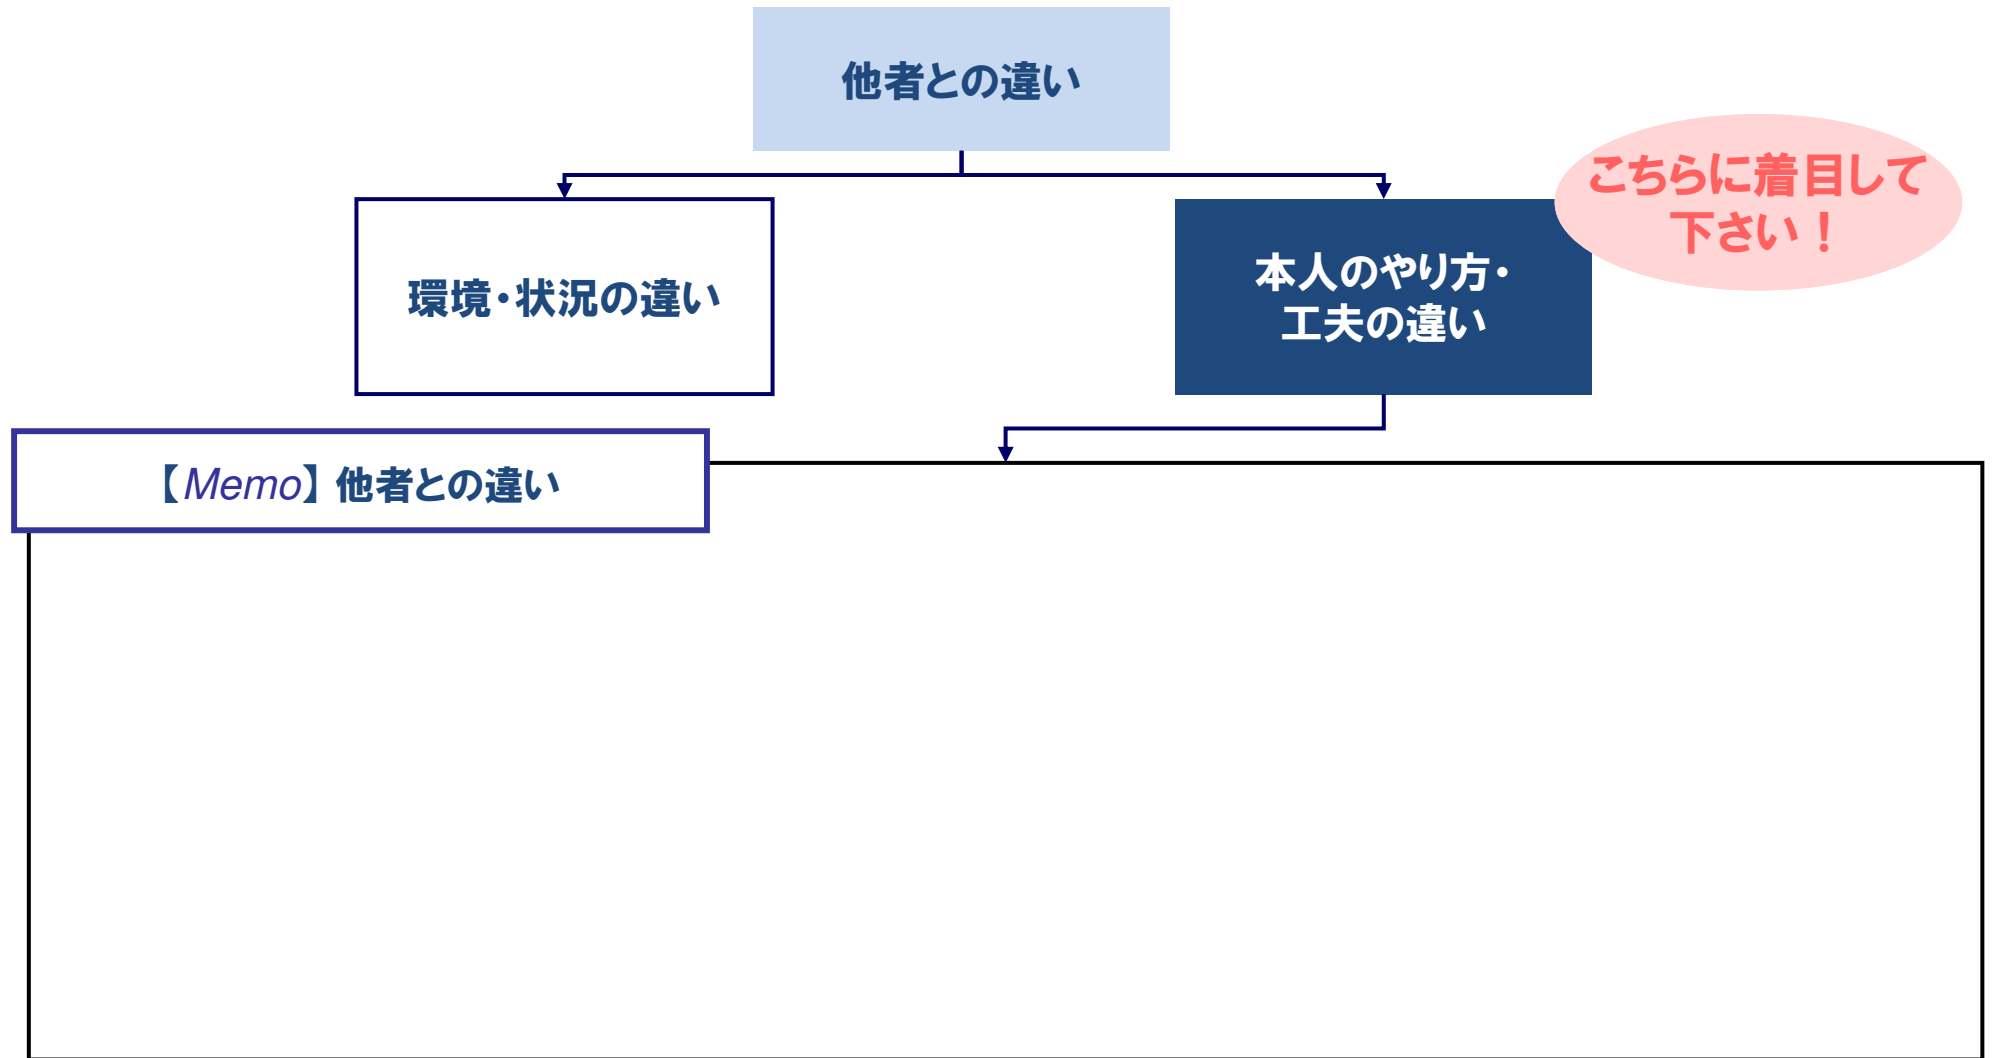 他者との違い
こちらに着目して
下さい！
環境・状況の違い
本人のやり方・
工夫の違い
【Memo】他者との違い